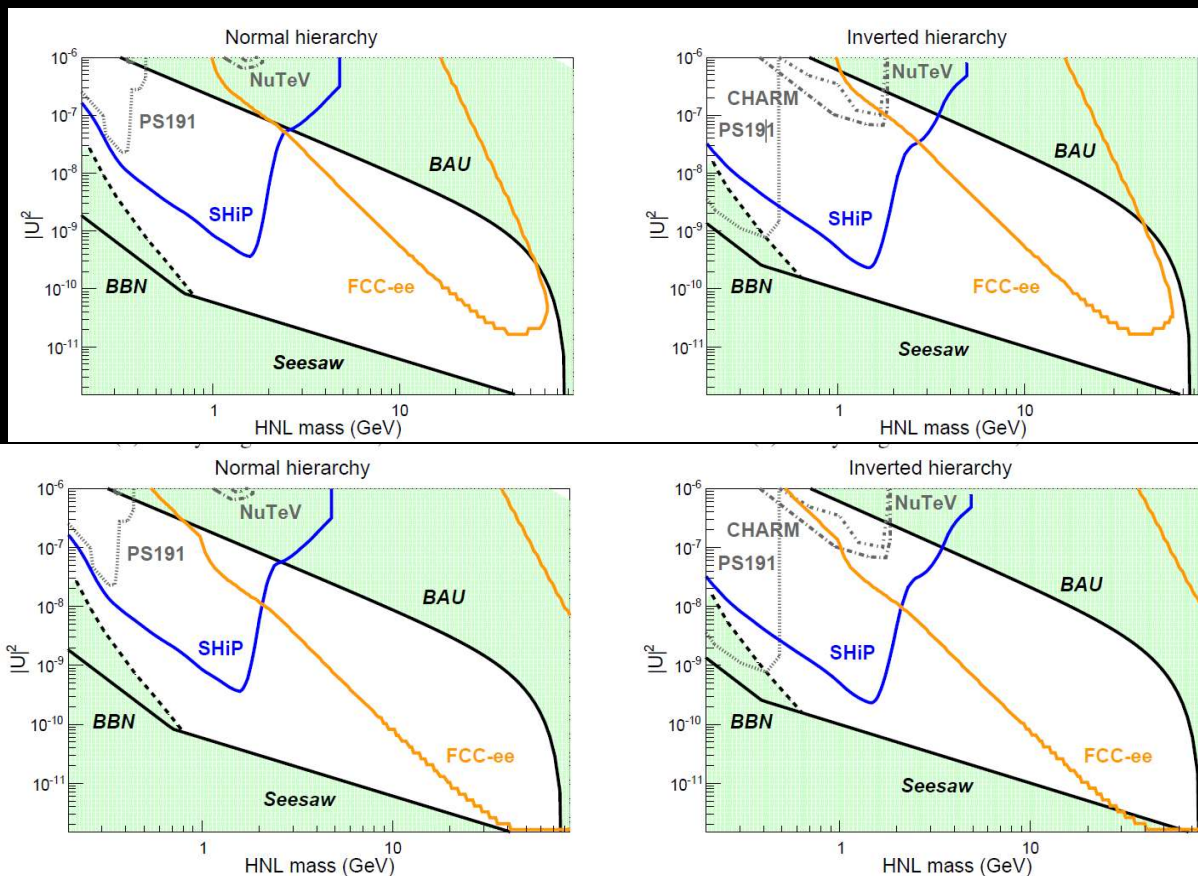 Normal hierarchy
10⁻⁶
10⁻⁷
10⁻⁸
10⁻⁹
10⁻¹⁰
10⁻¹¹
|U|²
NuTeV
PS191
BAU
SHiP
BBN
FCC-ee
Seesaw
1
10
HNL mass (GeV)
Inverted hierarchy
10⁻⁶
10⁻⁷
10⁻⁸
10⁻⁹
10⁻¹⁰
10⁻¹¹
|U|²
NuTeV
CHARM
PS191
BAU
SHiP
BBN
FCC-ee
Seesaw
1
10
HNL mass (GeV)
Normal hierarchy
10⁻⁶
10⁻⁷
10⁻⁸
10⁻⁹
10⁻¹⁰
10⁻¹¹
|U|²
NuTeV
PS191
BAU
SHiP
BBN
FCC-ee
Seesaw
1
10
HNL mass (GeV)
Inverted hierarchy
10⁻⁶
10⁻⁷
10⁻⁸
10⁻⁹
10⁻¹⁰
10⁻¹¹
|U|²
NuTeV
CHARM
PS191
BAU
SHiP
BBN
FCC-ee
Seesaw
1
10
HNL mass (GeV)